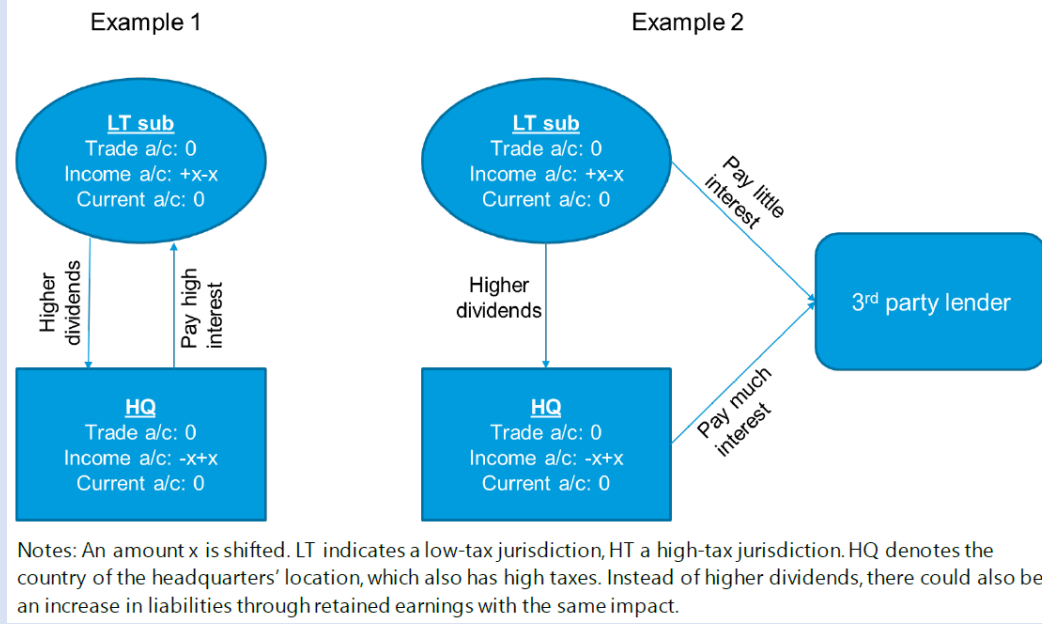 Example 1
LT sub
Trade a/c: 0
Income a/c: +x-x
Current a/c: 0
Higher
dividends
Pay high
interest
HQ
Trade a/c: 0
Income a/c: -x+x
Current a/c: 0
Example 2
LT sub
Trade a/c: 0
Income a/c: +x-x
Current a/c: 0
Pay little
interest
Higher
dividends
3rd party lender
Pay much
interest
HQ
Trade a/c: 0
Income a/c: -x+x
Current a/c: 0
Notes: An amount x is shifted. LT indicates a low-tax jurisdiction, HT a high-tax jurisdiction. HQ denotes the
country of the headquarters' location, which also has high taxes. Instead of higher dividends, there could also be
an increase in liabilities through retained earnings with the same impact.